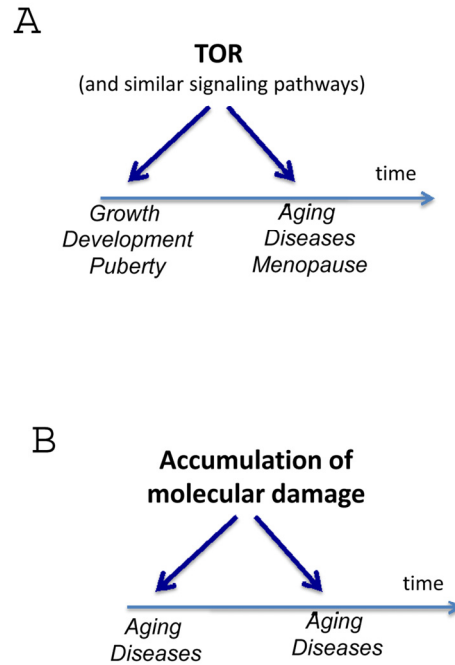 A
TOR
(and similar signaling pathways)
time
Growth
Development
Puberty
Aging
Diseases
Menopause
B
Accumulation of
molecular damage
time
Aging
Diseases
Aging
Diseases